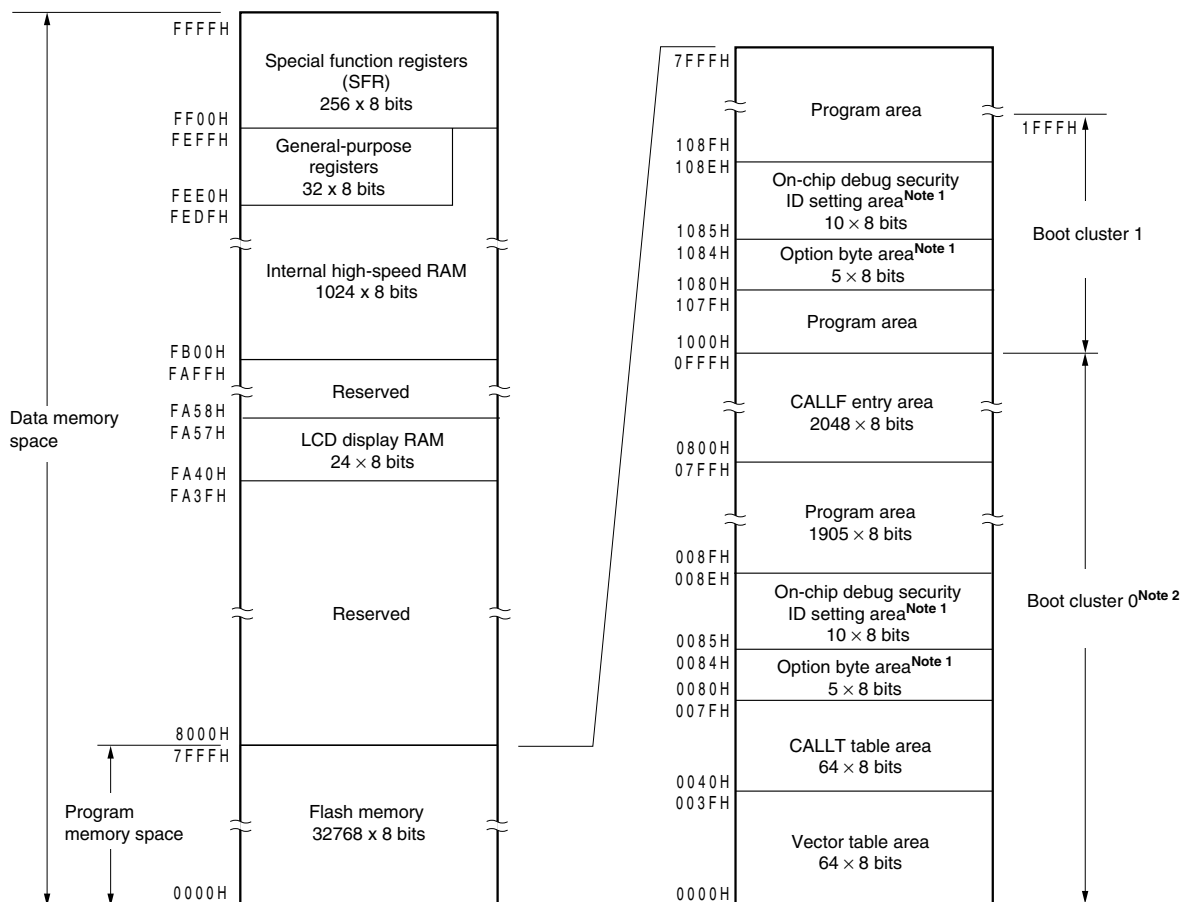 FFFFH
Special function registers
(SFR)
256 x 8 bits
FF00H
FEFFH
General-purpose
registers
32 x 8 bits
FEE0H
FEDFH
Internal high-speed RAM
1024 x 8 bits
FB00H
FAFFH
Reserved
FA58H
FA57H
LCD display RAM
24 × 8 bits
FA40H
FA3FH
Reserved
8000H
7FFFH
Flash memory
32768 x 8 bits
0000H
Data memory
space
Program
memory space
7FFFH
Program area
1FFFH
108FH
108EH
On-chip debug security
ID setting area Note 1
10 × 8 bits
1085H
1084H
Option byte area Note 1
5 × 8 bits
1080H
107FH
Program area
1000H
0FFFH
Boot cluster 1
CALLF entry area
2048 × 8 bits
0800H
07FFH
Program area
1905 × 8 bits
008FH
008EH
On-chip debug security
ID setting area Note 1
10 × 8 bits
0085H
0084H
Option byte area Note 1
5 × 8 bits
0080H
007FH
CALLT table area
64 × 8 bits
0040H
003FH
Vector table area
64 × 8 bits
0000H
Boot cluster 0 Note 2